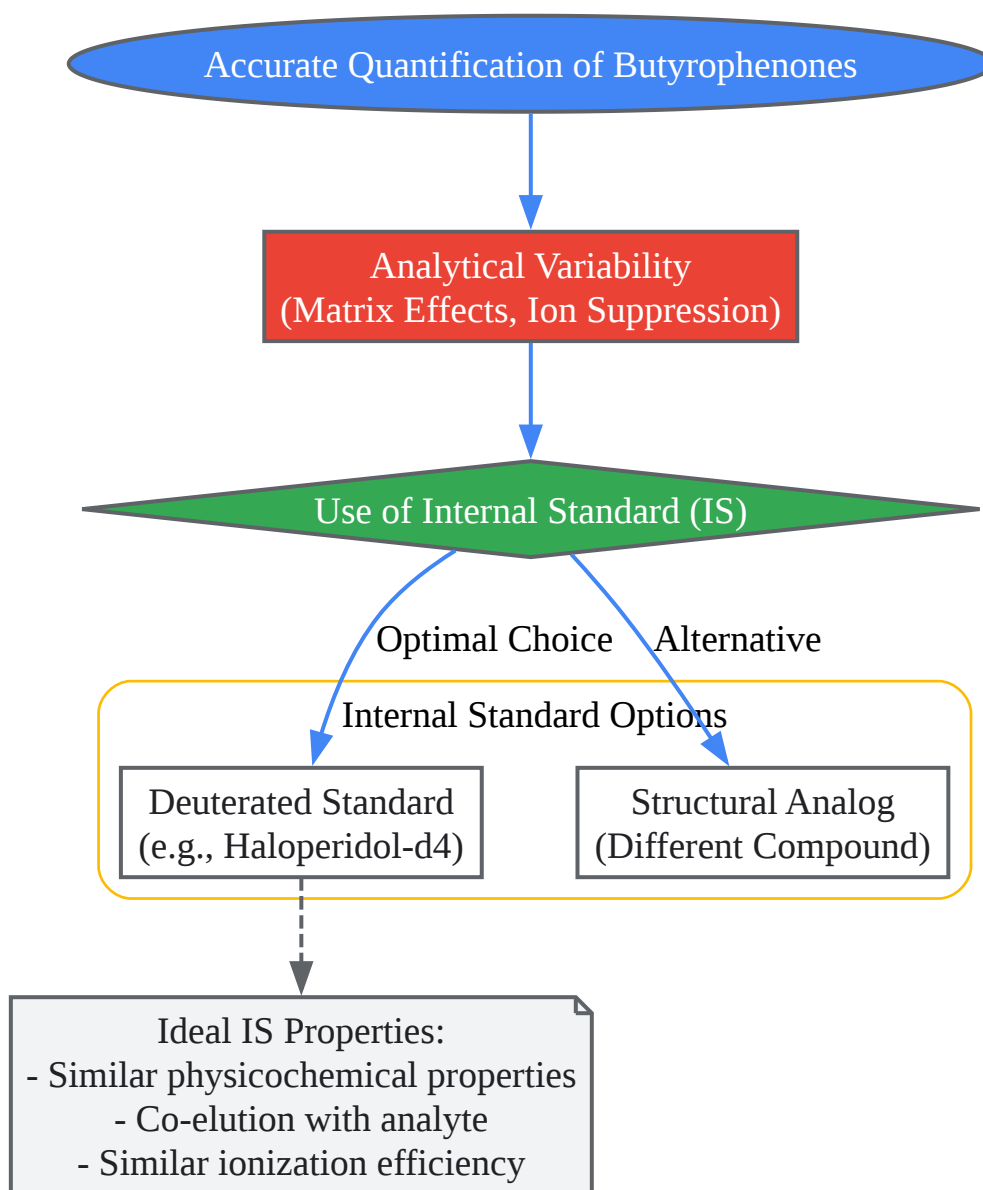 Accurate Quantification of Butyrophenones
Analytical Variability
(Matrix Effects, Ion Suppression)
Use of Internal Standard (IS)
Optimal Choice
Alternative
Internal Standard Options
Deuterated Standard
(e.g., Haloperidol-d4)
Structural Analog
(Different Compound)
Ideal IS Properties:
- Similar physicochemical properties
- Co-elution with analyte
- Similar ionization efficiency